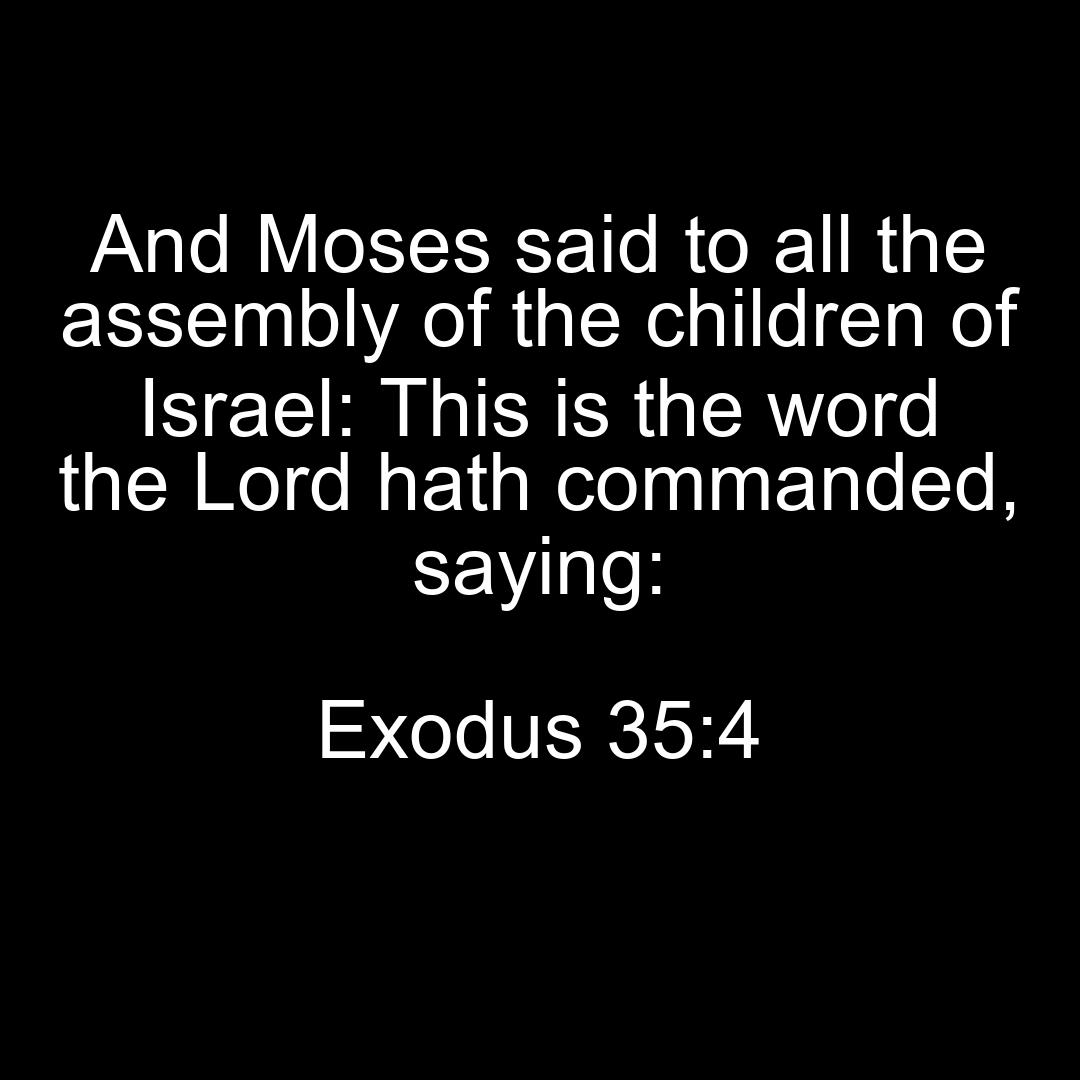 And Moses said to all the
assembly of the children of
Israel: This is the word
the Lord hath commanded,
saying:
Exodus 35:4